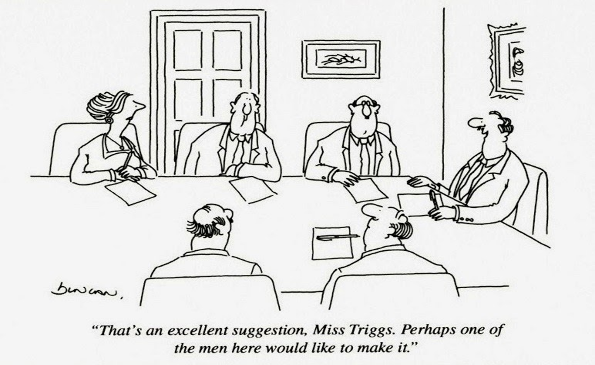 Duncan.
"That's an excellent suggestion, Miss Triggs. Perhaps one of
the men here would like to make it."